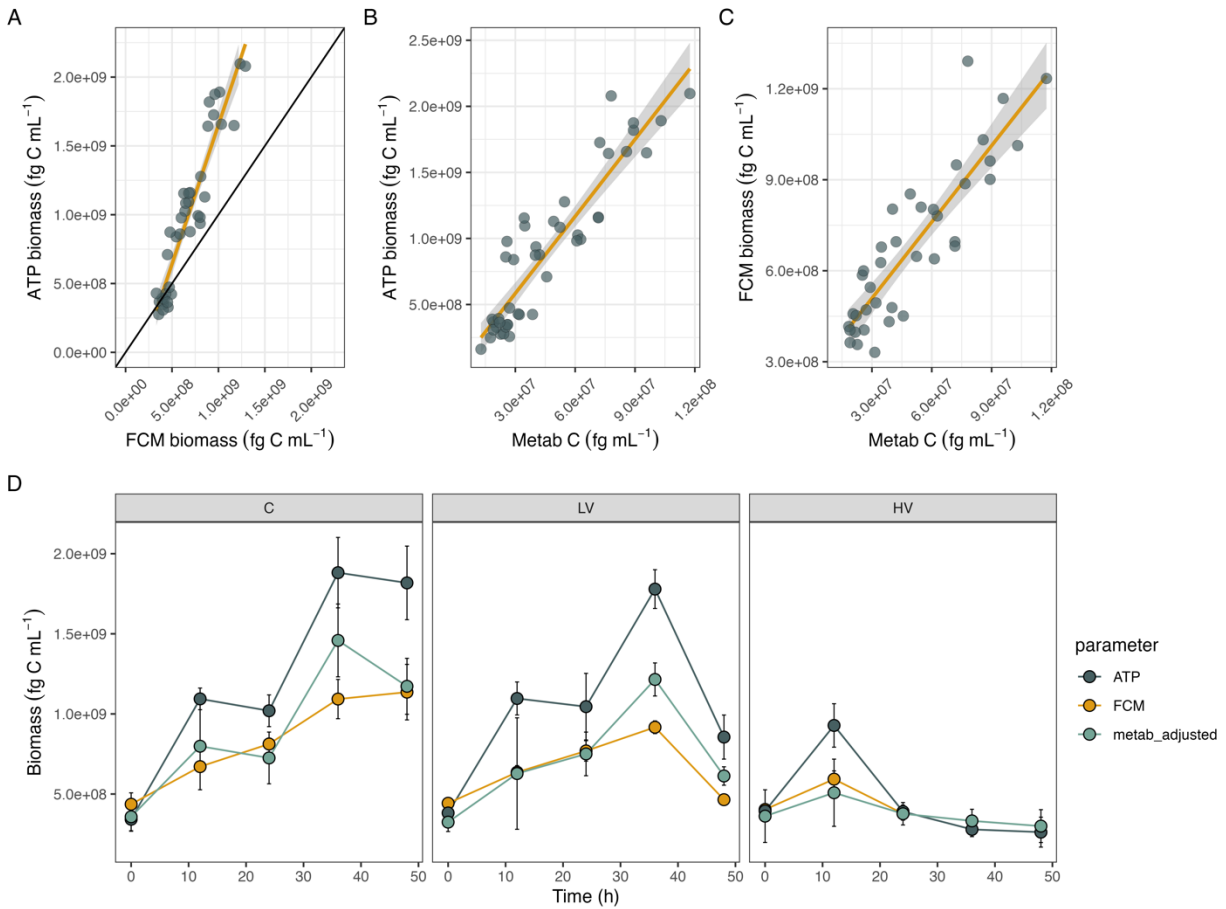 A
B
C
2.0e+09
1.5e+09
1.0e+09
5.0e+08
0.0e+00
ATP biomass (fg C mL⁻¹)
0.0e+00
5.0e+08
1.0e+09
1.5e+09
2.0e+09
FCM biomass (fg C mL⁻¹)
2.5e+09
2.0e+09
1.5e+09
1.0e+09
5.0e+08
ATP biomass (fg C mL⁻¹)
3.0e+07
6.0e+07
9.0e+07
1.2e+08
Metab C (fg mL⁻¹)
1.2e+09
9.0e+08
6.0e+08
3.0e+08
FCM biomass (fg C mL⁻¹)
3.0e+07
6.0e+07
9.0e+07
1.2e+08
Metab C (fg mL⁻¹)
D
C
LV
HV
2.0e+09
1.5e+09
1.0e+09
5.0e+08
Biomass (fg C mL⁻¹)
0 10 20 30 40 50
0 10 20 30 40 50
0 10 20 30 40 50
Time (h)
parameter
ATP
FCM
metab_adjusted